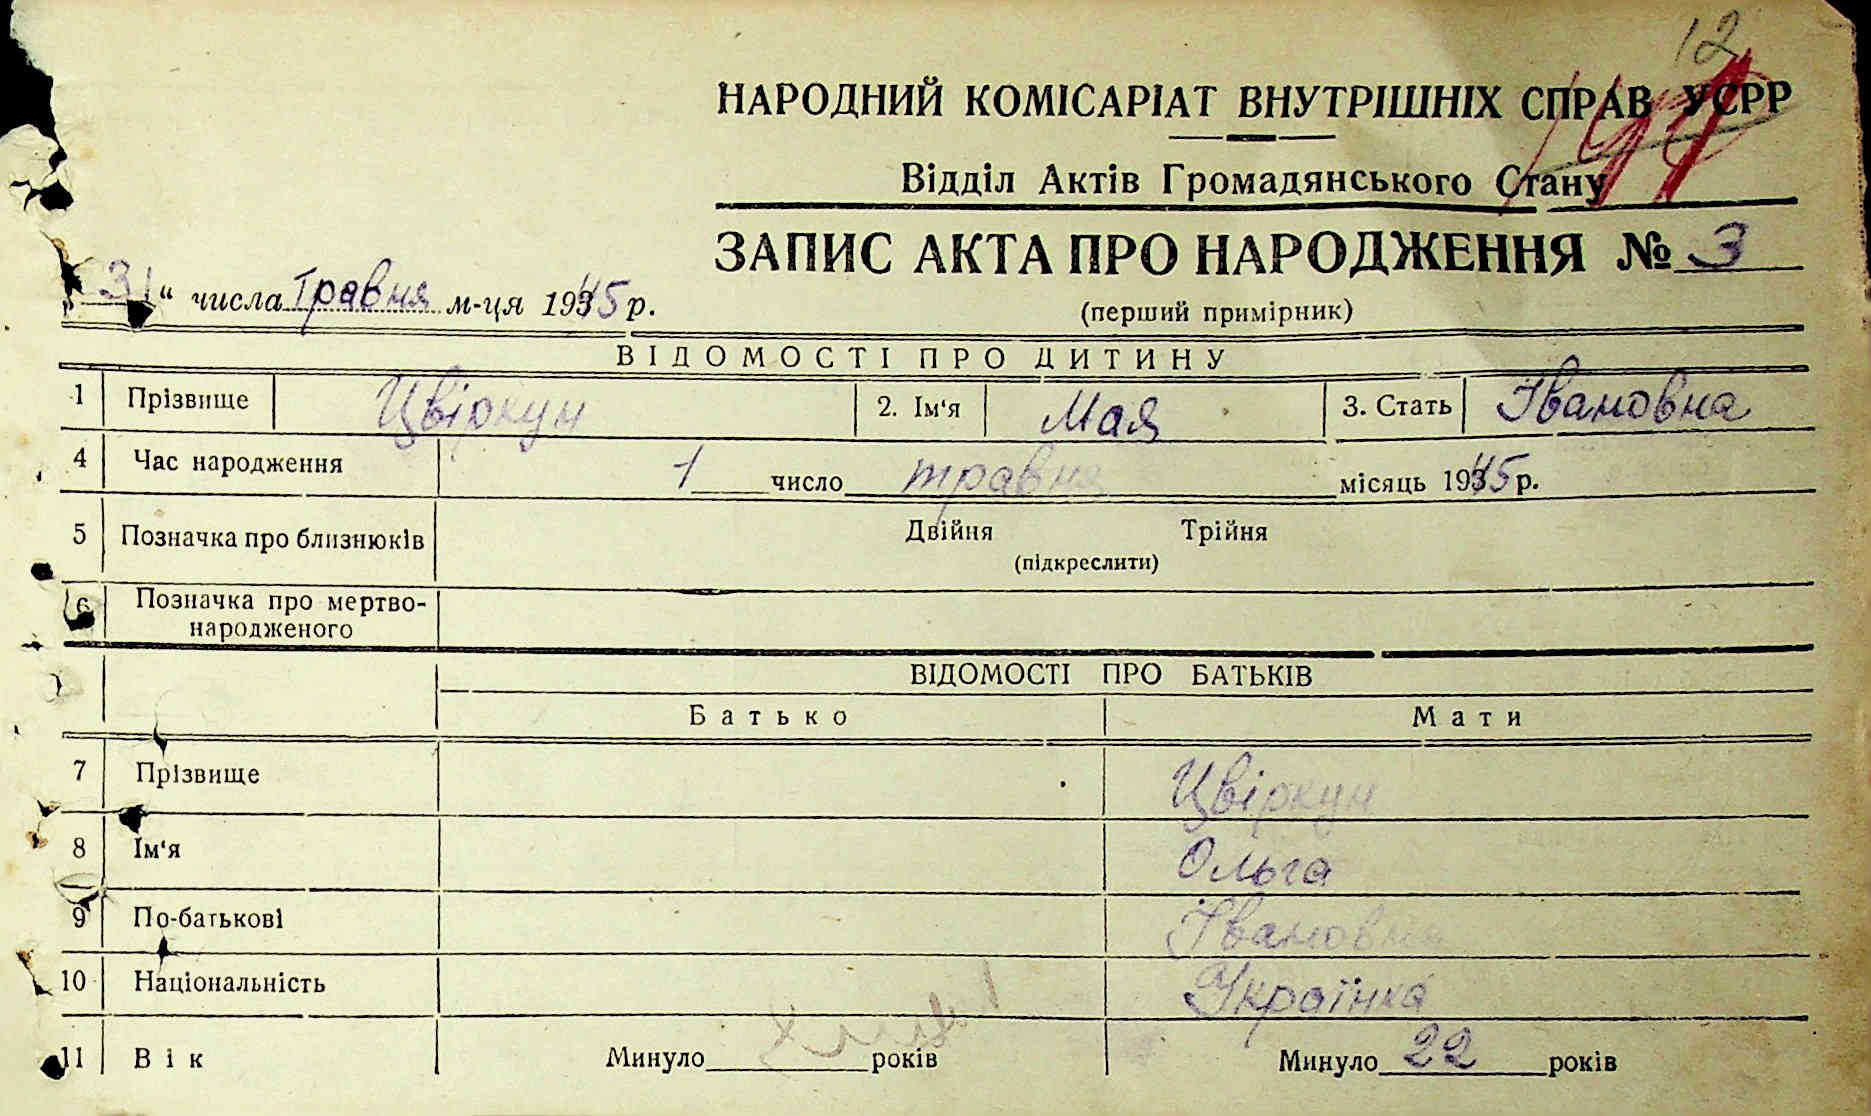 12
НАРОДНИЙ КОМІСАРІАТ ВНУТРІШНІХ СПРАВ УСРР
Відділ Актів Громадянського Стану
ЗАПИС АКТА ПРО НАРОДЖЕННЯ № 3
„31“ числа травня м-ця 1945 р.
(перший примірник)
ВІДОМОСТІ ПРО ДИТИНУ
1 Прізвище Цвіркун 2. Ім‘я Мая 3. Стать Івановна
4 Час народження 1 число травня місяць 1945 р.
5 Позначка про близнюків Двійня Трійня
(підкреслити)
6 Позначка про мертво-
народженого
ВІДОМОСТІ ПРО БАТЬКІВ
Батько Мати
7 Прізвище Цвіркун
8 Ім‘я Ольга
9 По-батькові Івановна
10 Національність Українка
11 Вік Минуло років Минуло 22 років